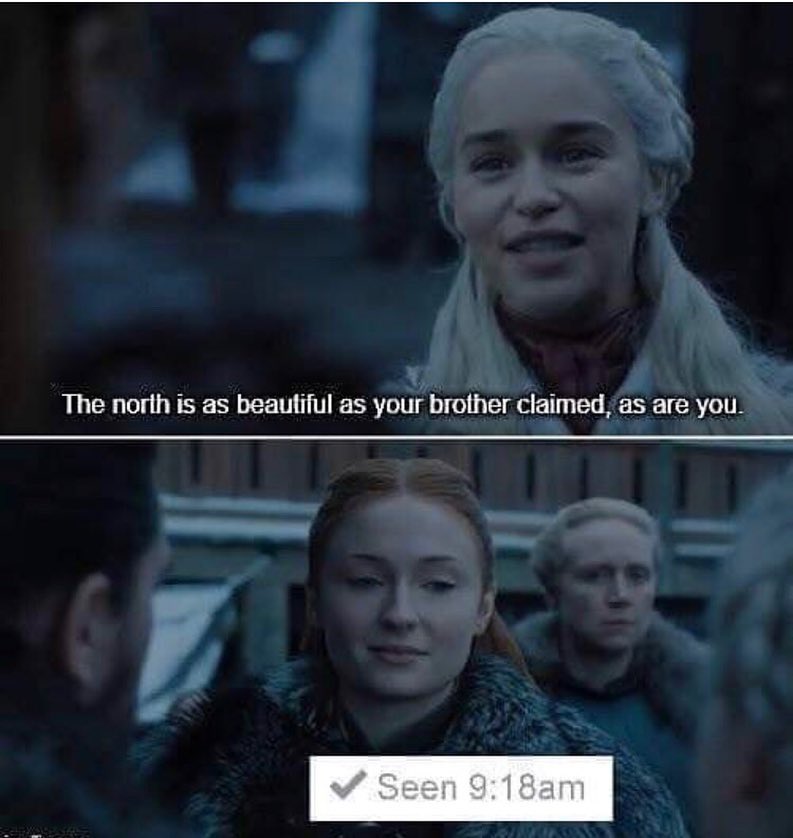 The north is as beautiful as your brother claimed, as are you.
✔ Seen 9:18am